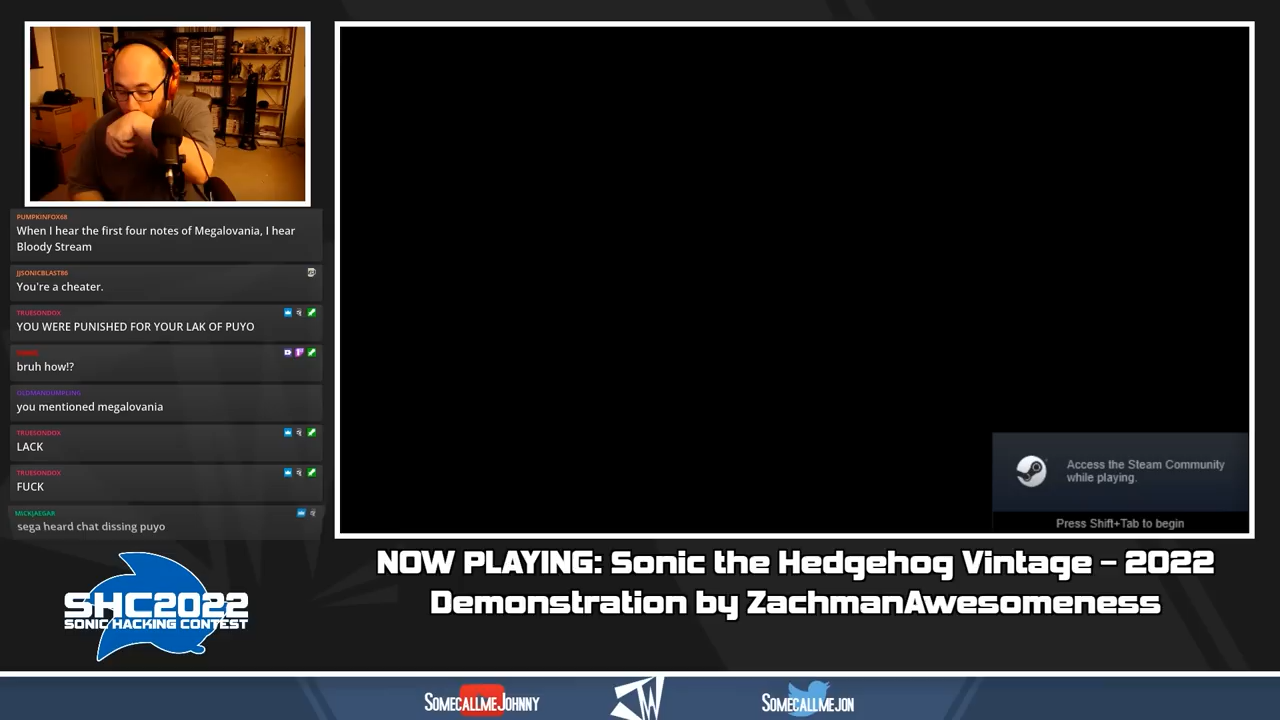 PUMPKINFOX68
When I hear the first four notes of Megalovania, I hear
Bloody Stream
JJSONICBLAST86
You're a cheater.
TRUESONDOX
YOU WERE PUNISHED FOR YOUR LAK OF PUYO
bruh how!?
OLDMANDUMPLING
you mentioned megalovania
TRUESONDOX
LACK
TRUESONDOX
FUCK
MICKJAEGAR
sega heard chat dissing puyo
Access the Steam Community
while playing.
Press Shift+Tab to begin
SHC2022
SONIC HACKING CONTEST
NOW PLAYING: Sonic the Hedgehog Vintage - 2022
Demonstration by ZachmanAwesomeness
SOMECALLMEJOHNNY
SOMECALLMEJON